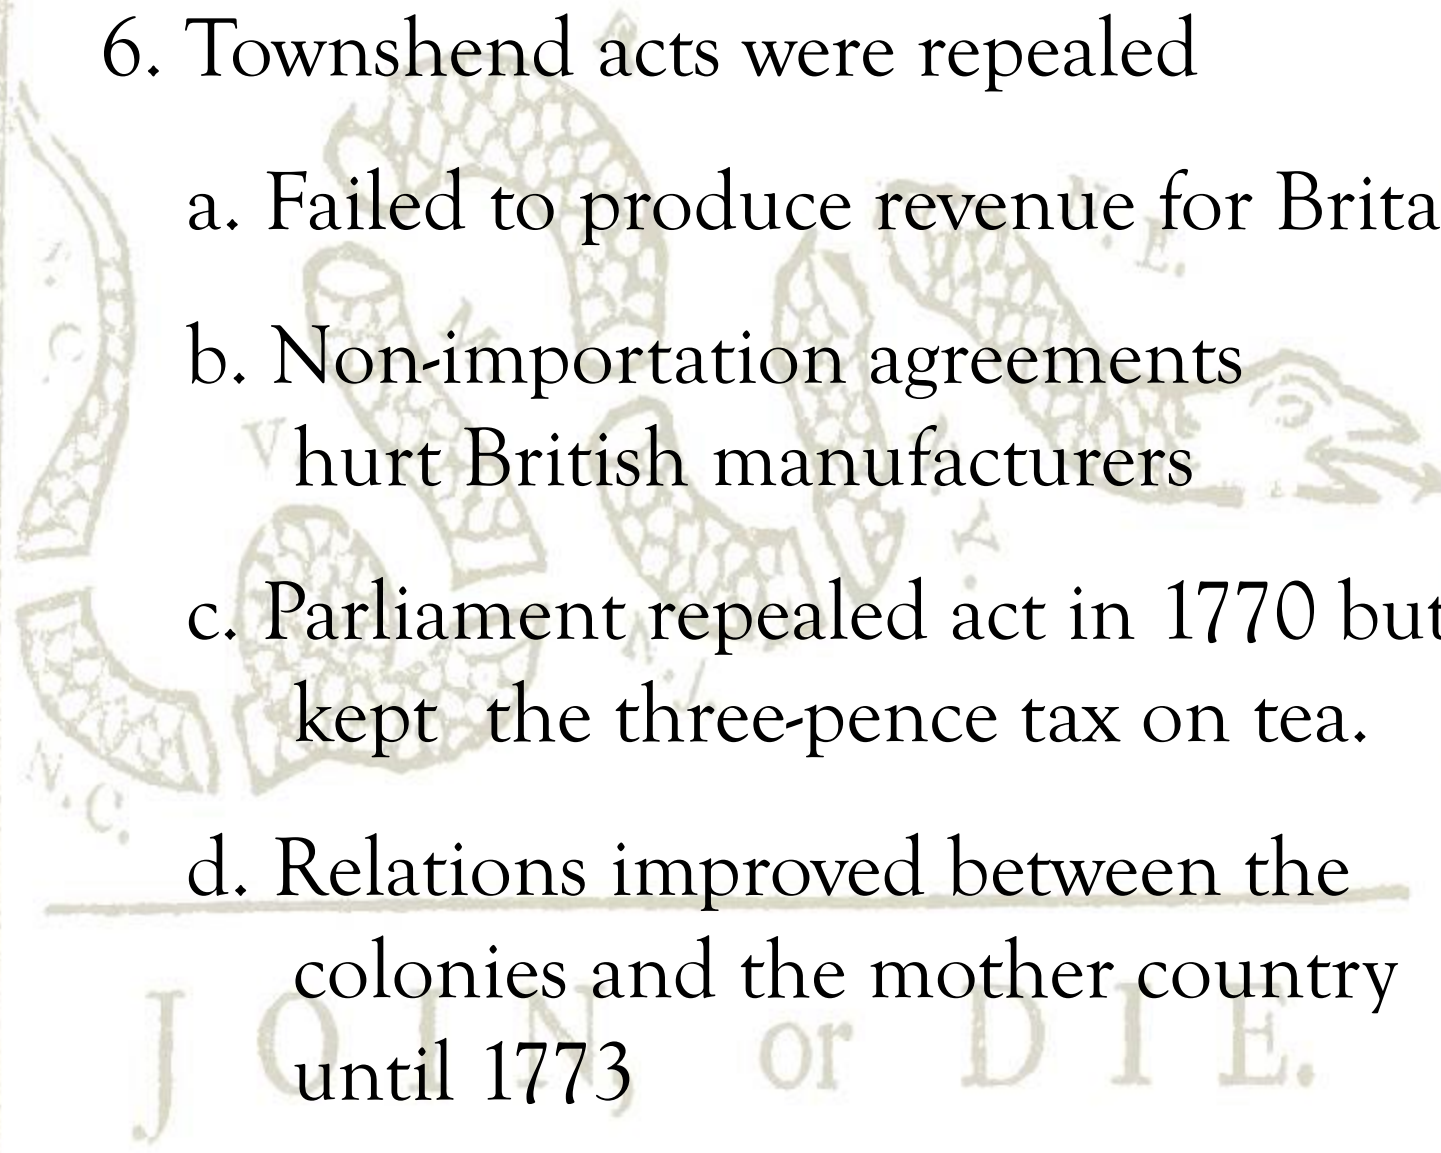 6. Townshend acts were repealed
a. Failed to produce revenue for Brita
b. Non-importation agreements
hurt British manufacturers
c. Parliament repealed act in 1770 but
kept the three-pence tax on tea.
d. Relations improved between the
colonies and the mother country
until 1773
V
N.E.
N.C.
JOIN, or DIE.